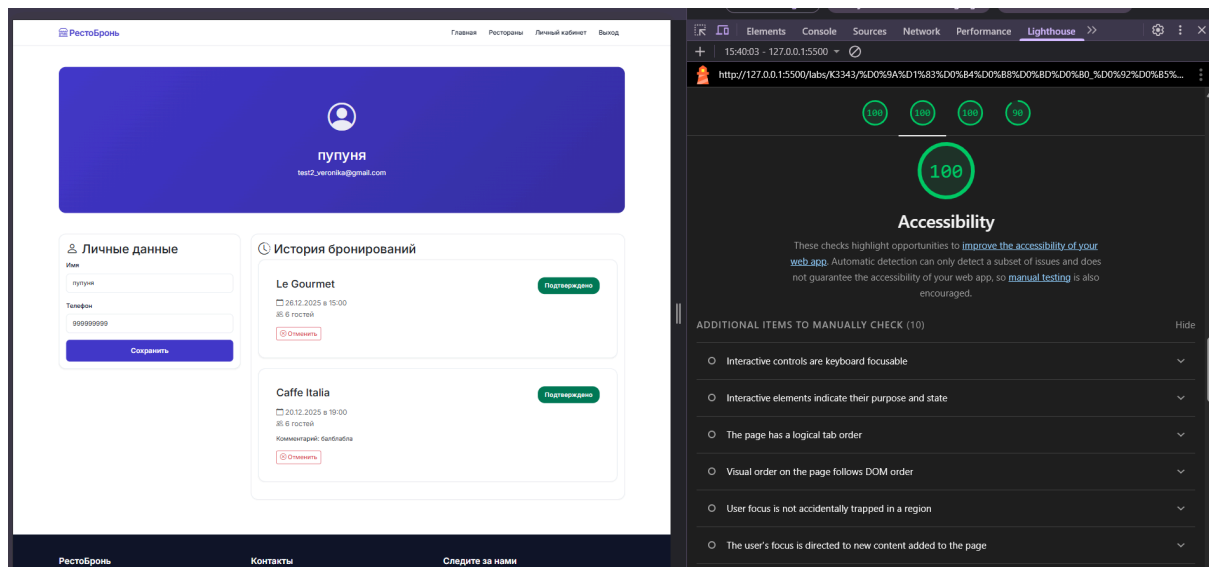 РестоБронь
Главная Рестораны Личный кабинет Выход
пупуня
test2_veronika@gmail.com
Личные данные
Имя
пупуня
Телефон
999999999
Сохранить
История бронирований
Le Gourmet
Подтверждено
26.12.2025 в 15:00
6 гостей
Отменить
Caffe Italia
Подтверждено
20.12.2025 в 19:00
6 гостей
Комментарий: балблабла
Отменить
РестоБронь Контакты Следите за нами
Elements Console Sources Network Performance Lighthouse
15:40:03 - 127.0.0.1:5500
http://127.0.0.1:5500/labs/K3343/%D0%9A%D1%83%D0%B4%D0%B8%D0%BD%D0%B0_%D0%92%D0%B5%...
100 100 100 90
100
Accessibility
These checks highlight opportunities to improve the accessibility of your
web app. Automatic detection can only detect a subset of issues and does
not guarantee the accessibility of your web app, so manual testing is also
encouraged.
ADDITIONAL ITEMS TO MANUALLY CHECK (10) Hide
Interactive controls are keyboard focusable
Interactive elements indicate their purpose and state
The page has a logical tab order
Visual order on the page follows DOM order
User focus is not accidentally trapped in a region
The user's focus is directed to new content added to the page